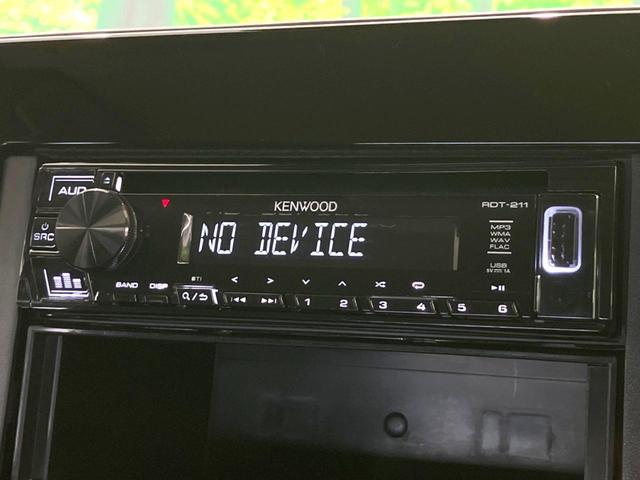 AUD
KENWOOD
RDT-211
SRC
NO DEVICE
MP3
WMA
WAV
FLAC
USB
5V 1A
BAND DISP
1 2 3 4 5 6